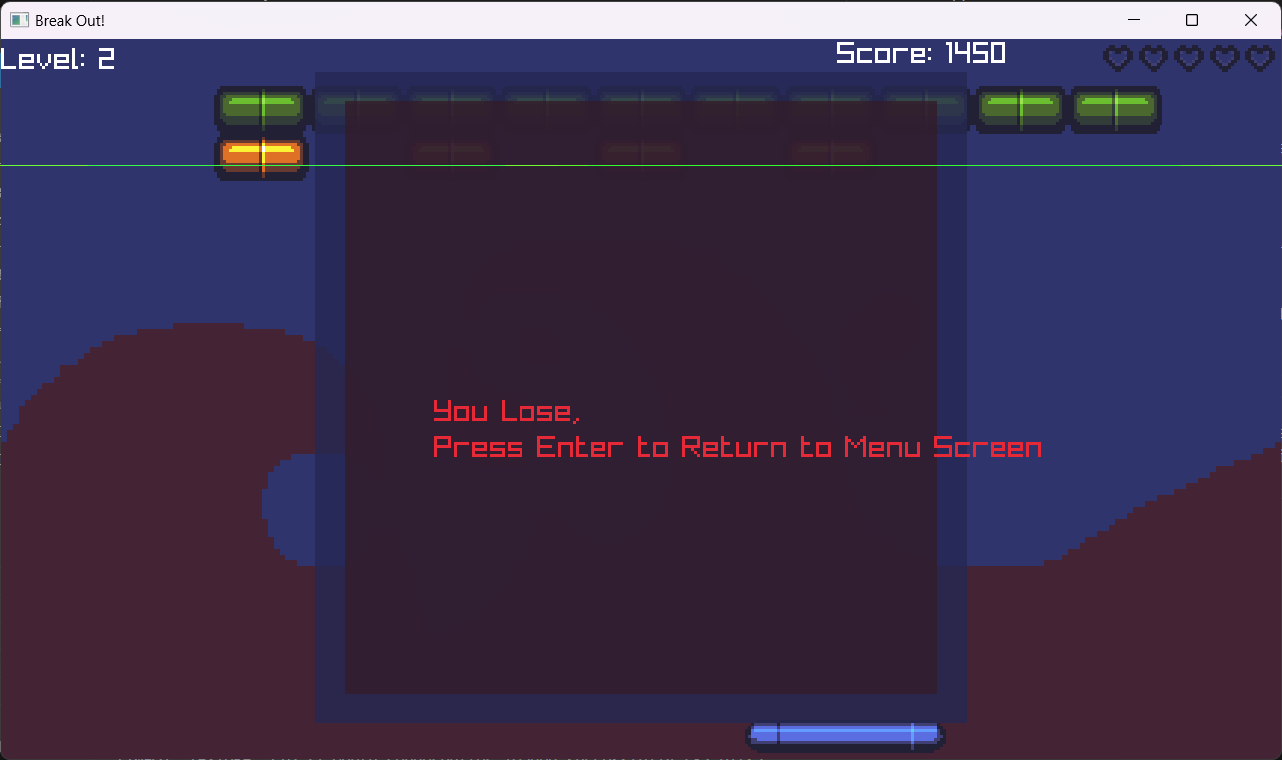 Break Out!
Level: 2
Score: 1450
You Lose,
Press Enter to Return to Menu Screen